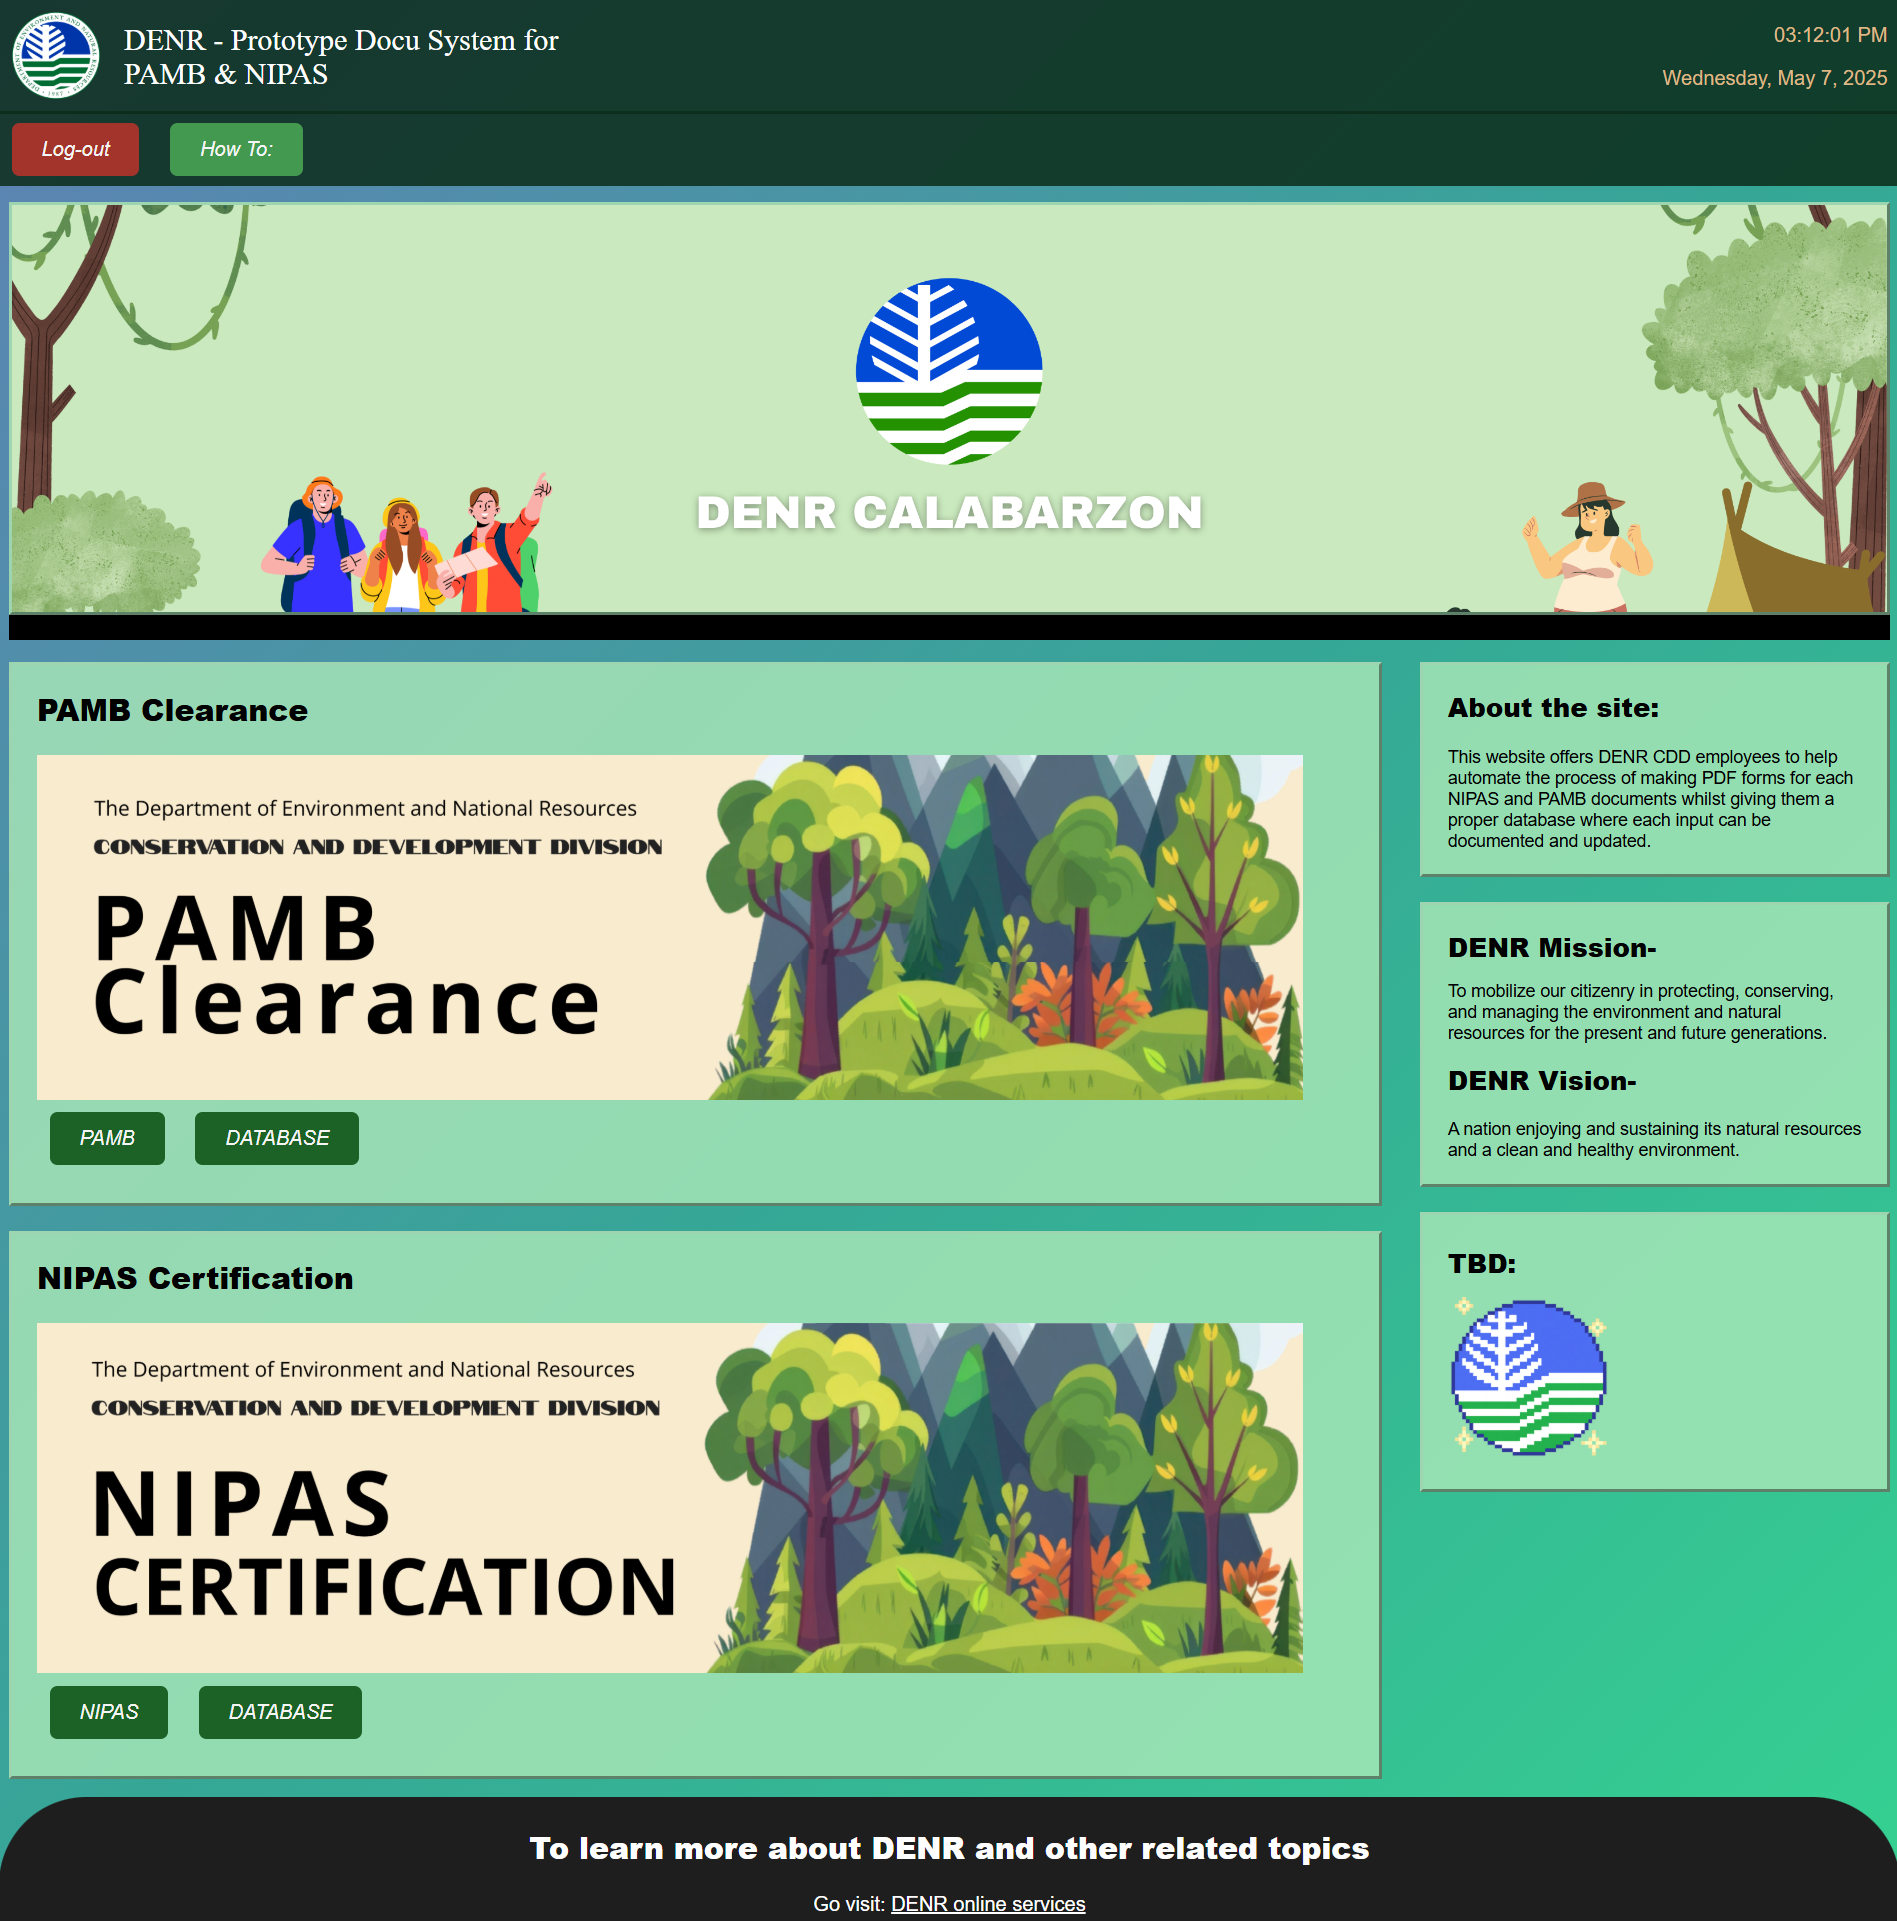 DENR - Prototype Docu System for
PAMB & NIPAS
03:12:01 PM
Wednesday, May 7, 2025
Log-out
How To:
DENR CALABARZON
PAMB Clearance
The Department of Environment and National Resources
CONSERVATION AND DEVELOPMENT DIVISION
PAMB
Clearance
PAMB
DATABASE
NIPAS Certification
The Department of Environment and National Resources
CONSERVATION AND DEVELOPMENT DIVISION
NIPAS
CERTIFICATION
NIPAS
DATABASE
About the site:
This website offers DENR CDD employees to help
automate the process of making PDF forms for each
NIPAS and PAMB documents whilst giving them a
proper database where each input can be
documented and updated.
DENR Mission-
To mobilize our citizenry in protecting, conserving,
and managing the environment and natural
resources for the present and future generations.
DENR Vision-
A nation enjoying and sustaining its natural resources
and a clean and healthy environment.
TBD:
To learn more about DENR and other related topics
Go visit: DENR online services